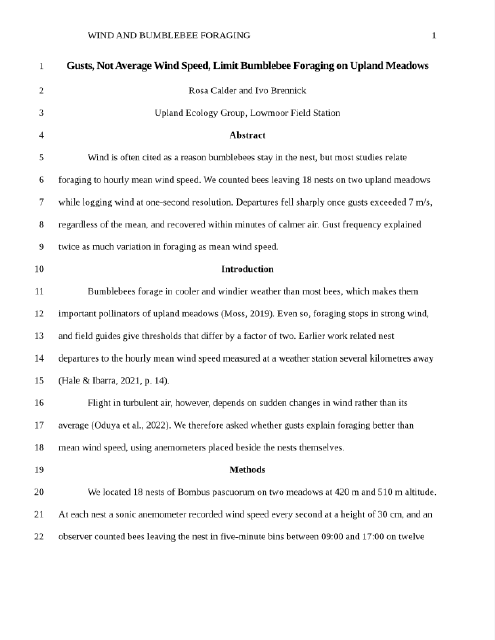 WIND AND BUMBLEBEE FORAGING 1
1 Gusts, Not Average Wind Speed, Limit Bumblebee Foraging on Upland Meadows
2 Rosa Calder and Ivo Brennick
3 Upland Ecology Group, Lowmoor Field Station
4 Abstract
5 Wind is often cited as a reason bumblebees stay in the nest, but most studies relate
6 foraging to hourly mean wind speed. We counted bees leaving 18 nests on two upland meadows
7 while logging wind at one-second resolution. Departures fell sharply once gusts exceeded 7 m/s,
8 regardless of the mean, and recovered within minutes of calmer air. Gust frequency explained
9 twice as much variation in foraging as mean wind speed.
10 Introduction
11 Bumblebees forage in cooler and windier weather than most bees, which makes them
12 important pollinators of upland meadows (Moss, 2019). Even so, foraging stops in strong wind,
13 and field guides give thresholds that differ by a factor of two. Earlier work related nest
14 departures to the hourly mean wind speed measured at a weather station several kilometres away
15 (Hale & Ibarra, 2021, p. 14).
16 Flight in turbulent air, however, depends on sudden changes in wind rather than its
17 average (Oduya et al., 2022). We therefore asked whether gusts explain foraging better than
18 mean wind speed, using anemometers placed beside the nests themselves.
19 Methods
20 We located 18 nests of Bombus pascuorum on two meadows at 420 m and 510 m altitude.
21 At each nest a sonic anemometer recorded wind speed every second at a height of 30 cm, and an
22 observer counted bees leaving the nest in five-minute bins between 09:00 and 17:00 on twelve